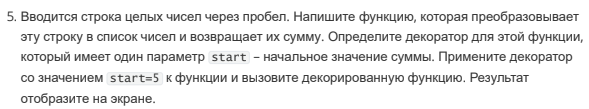 5. Вводится строка целых чисел через пробел. Напишите функцию, которая преобразовывает
эту строку в список чисел и возвращает их сумму. Определите декоратор для этой функции,
который имеет один параметр start – начальное значение суммы. Примените декоратор
со значением start=5 к функции и вызовите декорированную функцию. Результат
отобразите на экране.